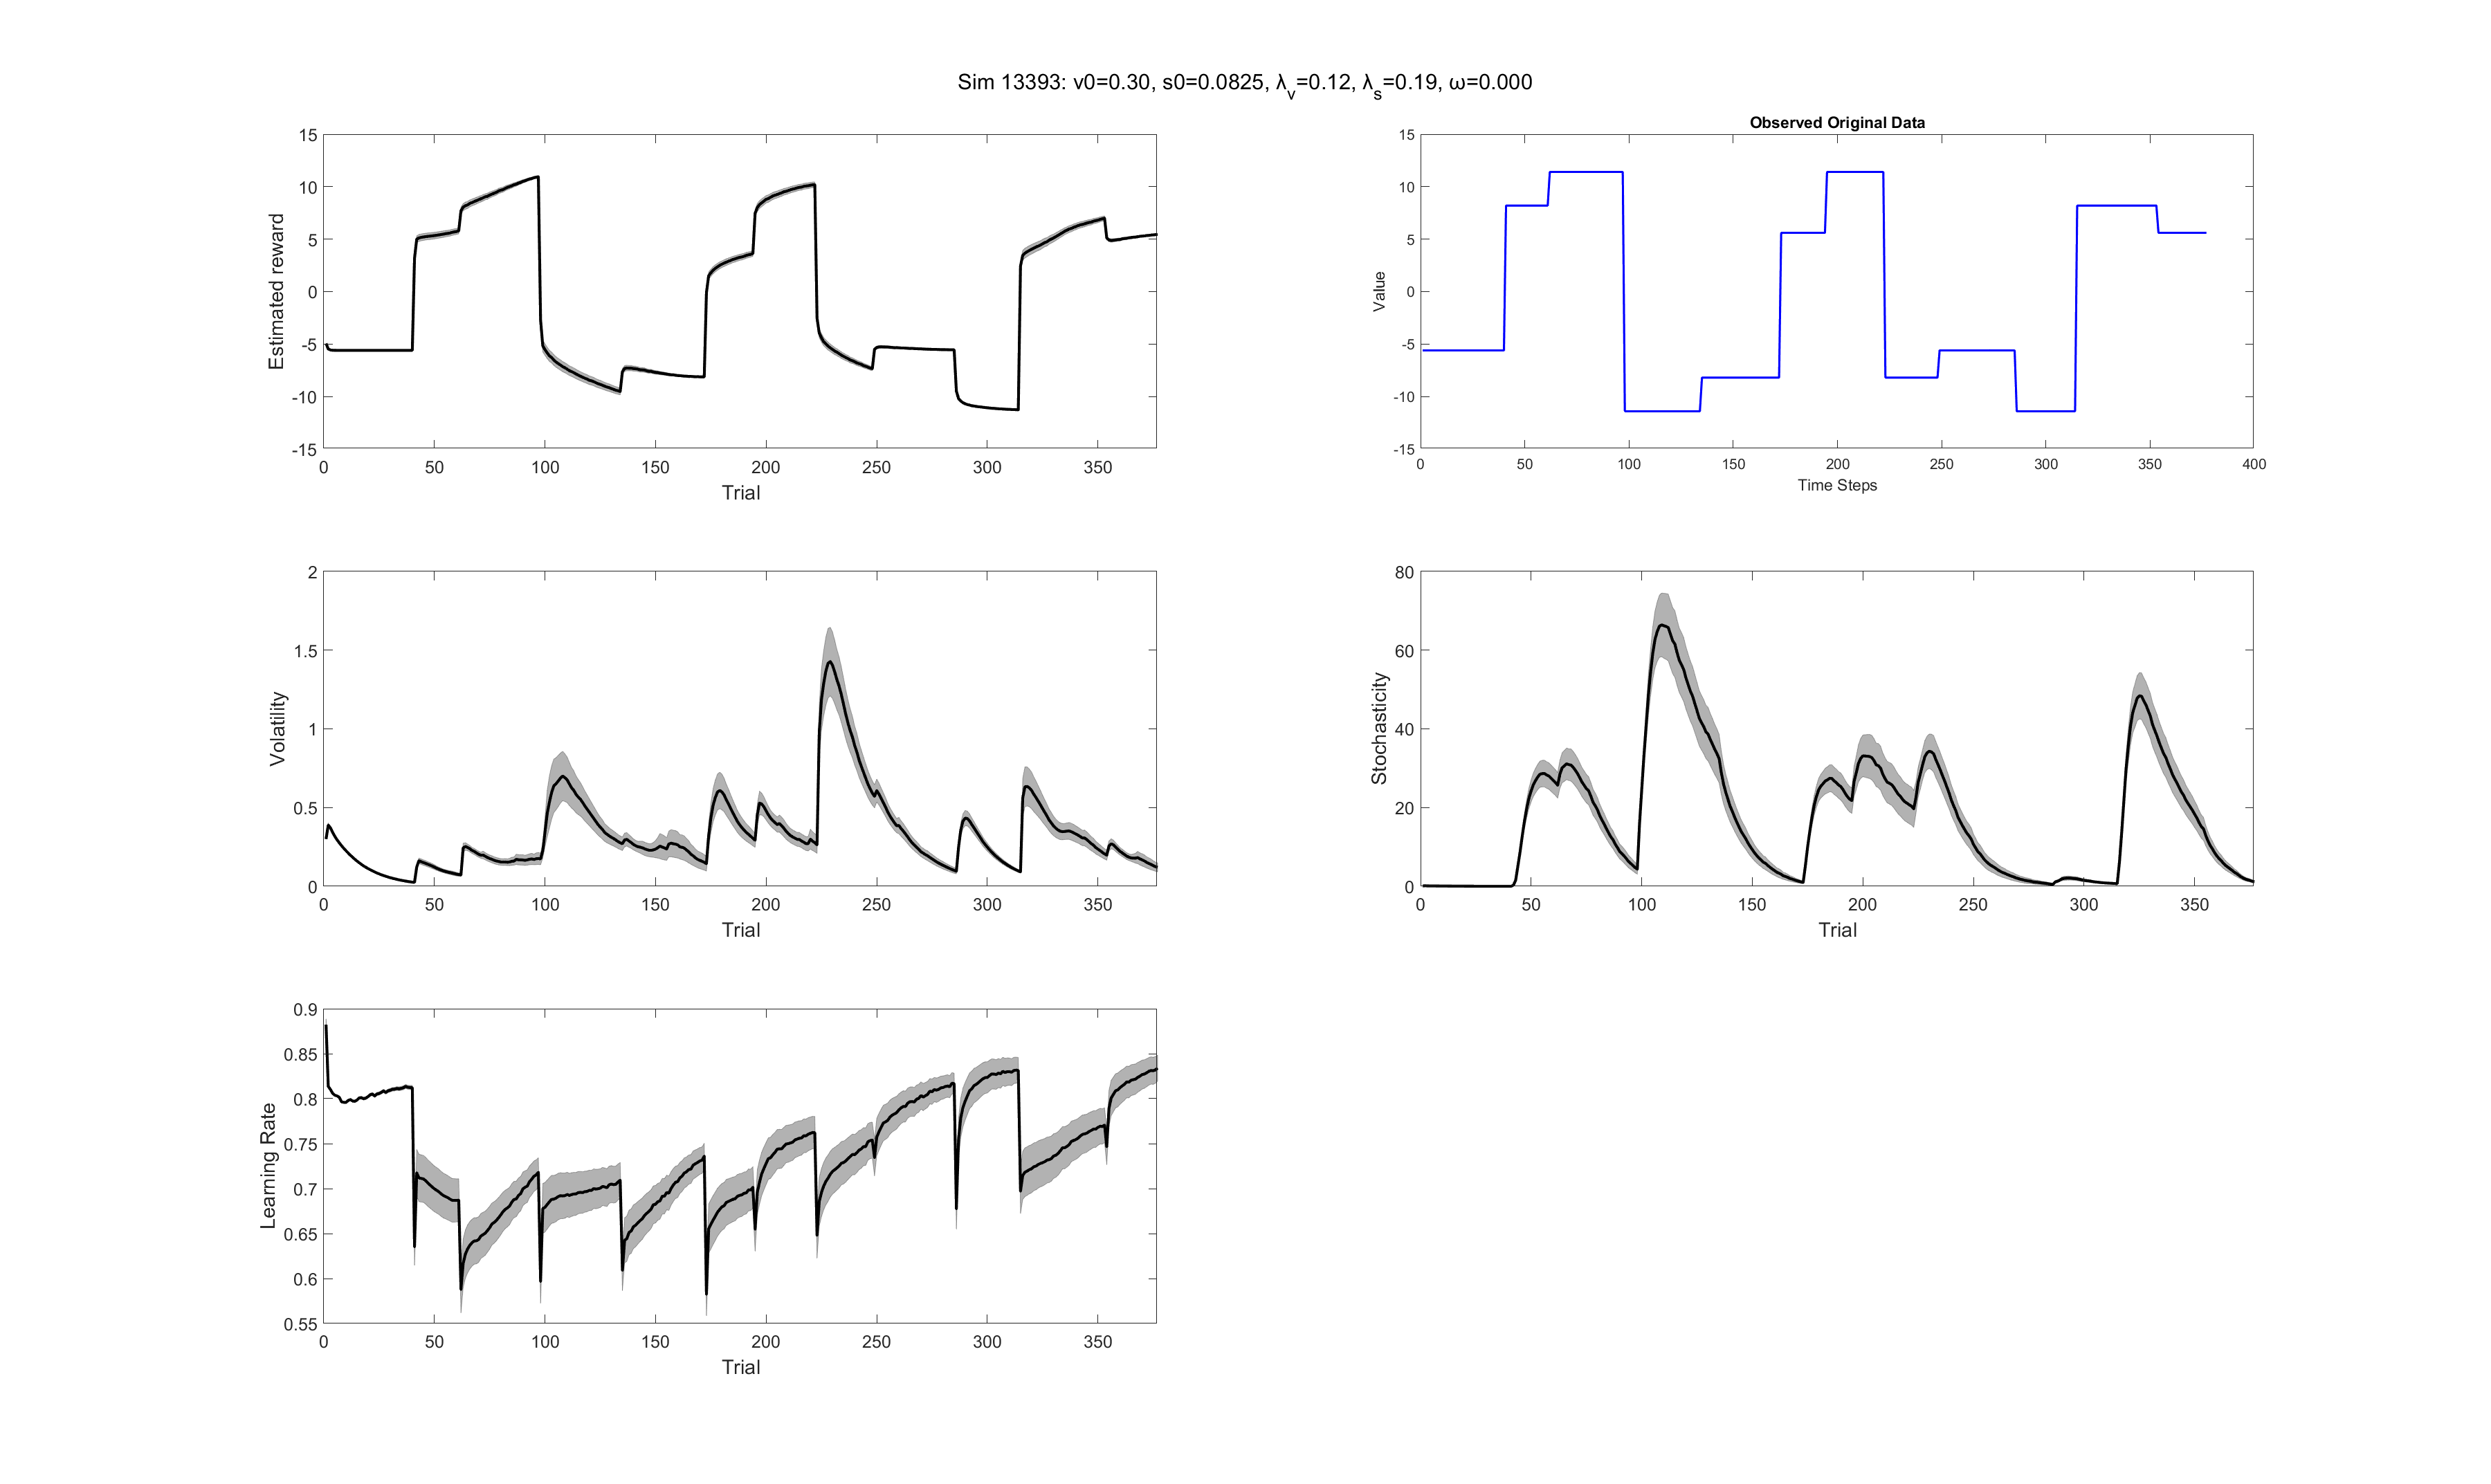 Sim 13393: v0=0.30, s0=0.0825, λv=0.12, λs=0.19, ω=0.000
15
10
5
0
-5
-10
-15
Estimated reward
0 50 100 150 200 250 300 350
Trial
Observed Original Data
15
10
5
0
-5
-10
-15
Value
0 50 100 150 200 250 300 350 400
Time Steps
2
1.5
1
0.5
0
Volatility
0 50 100 150 200 250 300 350
Trial
80
60
40
20
0
Stochasticity
0 50 100 150 200 250 300 350
Trial
0.9
0.85
0.8
0.75
0.7
0.65
0.6
0.55
Learning Rate
0 50 100 150 200 250 300 350
Trial